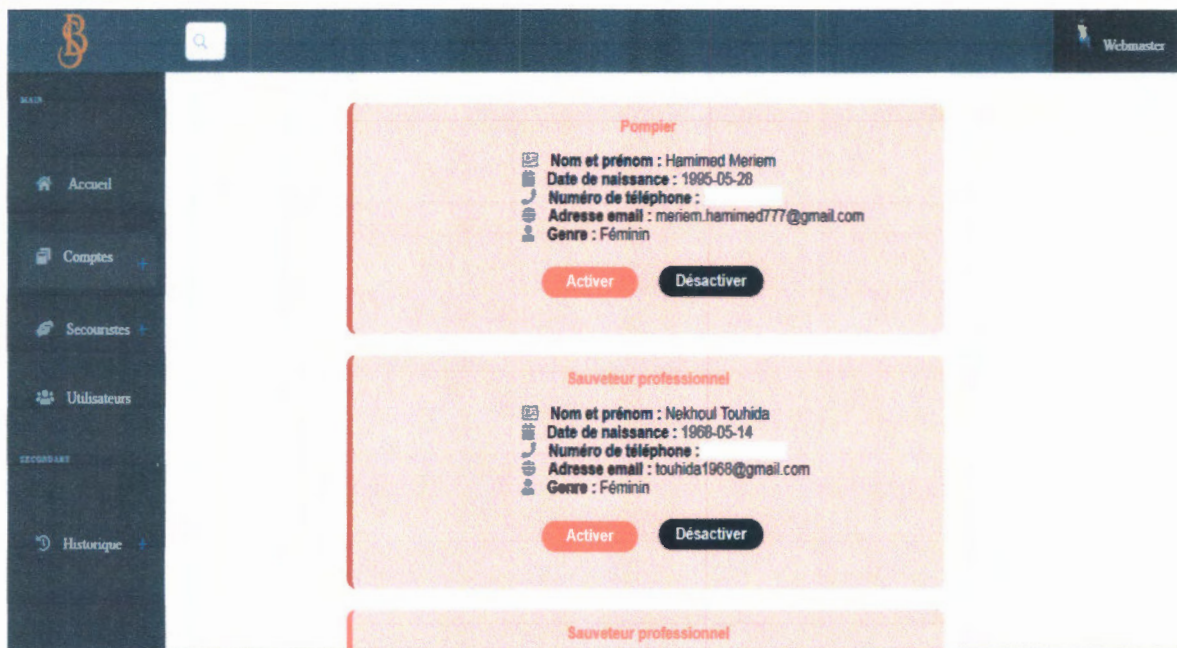 Webmaster
MAIN
Accueil
Comptes +
Secouristes +
Utilisateurs
SECONDARY
Historique +
Pompier
Nom et prénom : Hamimed Meriem
Date de naissance : 1995-05-28
Numéro de téléphone :
Adresse email : meriem.hamimed777@gmail.com
Genre : Féminin
Activer Désactiver
Sauveteur professionnel
Nom et prénom : Nekhoul Touhida
Date de naissance : 1968-05-14
Numéro de téléphone :
Adresse email : touhida1968@gmail.com
Genre : Féminin
Activer Désactiver
Sauveteur professionnel